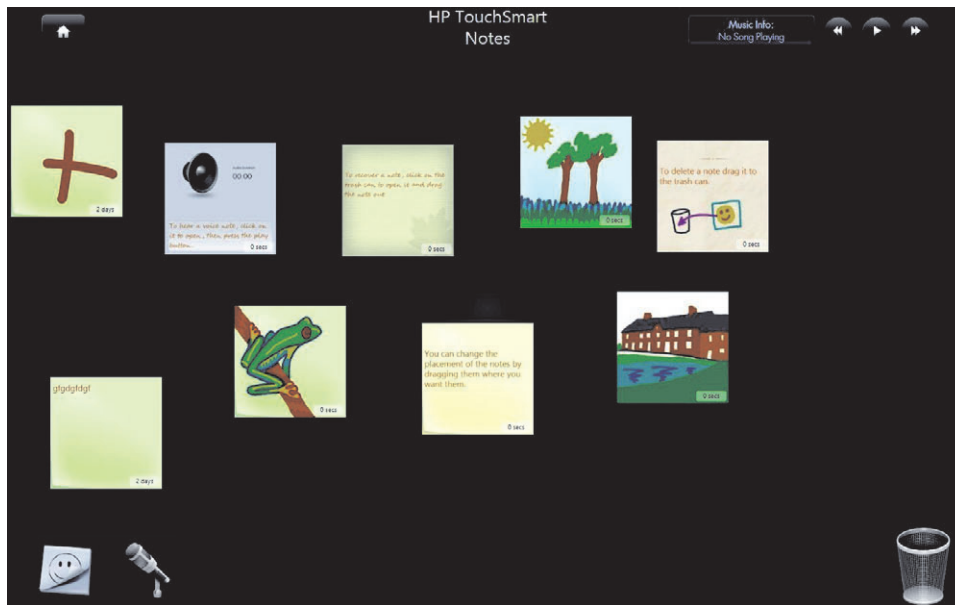 HP TouchSmart
Notes
Music Info:
No Song Playing
2 days
00:00
To hear a voice note, click on
it to open. Then press the play
button.
0 secs
To recover a note, click on the
trash can to open it and drag
the note out
0 secs
0 secs
To delete a note drag it to
the trash can.
0 secs
0 secs
You can change the
placement of the notes by
dragging them where you
want them.
0 secs
0 secs
gfgdgfdgf
2 days